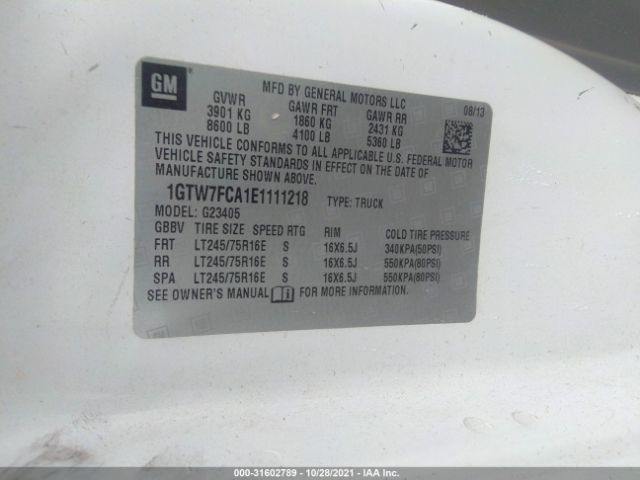 GM
MFD BY GENERAL MOTORS LLC
08/13
GVWR GAWR FRT GAWR RR
3901 KG 1860 KG 2431 KG
8600 LB 4100 LB 5360 LB
THIS VEHICLE CONFORMS TO ALL APPLICABLE U.S. FEDERAL MOTOR
VEHICLE SAFETY STANDARDS IN EFFECT ON THE DATE OF
MANUFACTURE SHOWN ABOVE.
1GTW7FCA1E1111218 TYPE: TRUCK
MODEL: G23405
GBBV TIRE SIZE SPEED RTG RIM COLD TIRE PRESSURE
FRT LT245/75R16E S 16X6.5J 340KPA(50PSI)
RR LT245/75R16E S 16X6.5J 550KPA(80PSI)
SPA LT245/75R16E S 16X6.5J 550KPA(80PSI)
SEE OWNER'S MANUAL FOR MORE INFORMATION.
000-31602789 - 10/28/2021 - IAA Inc.